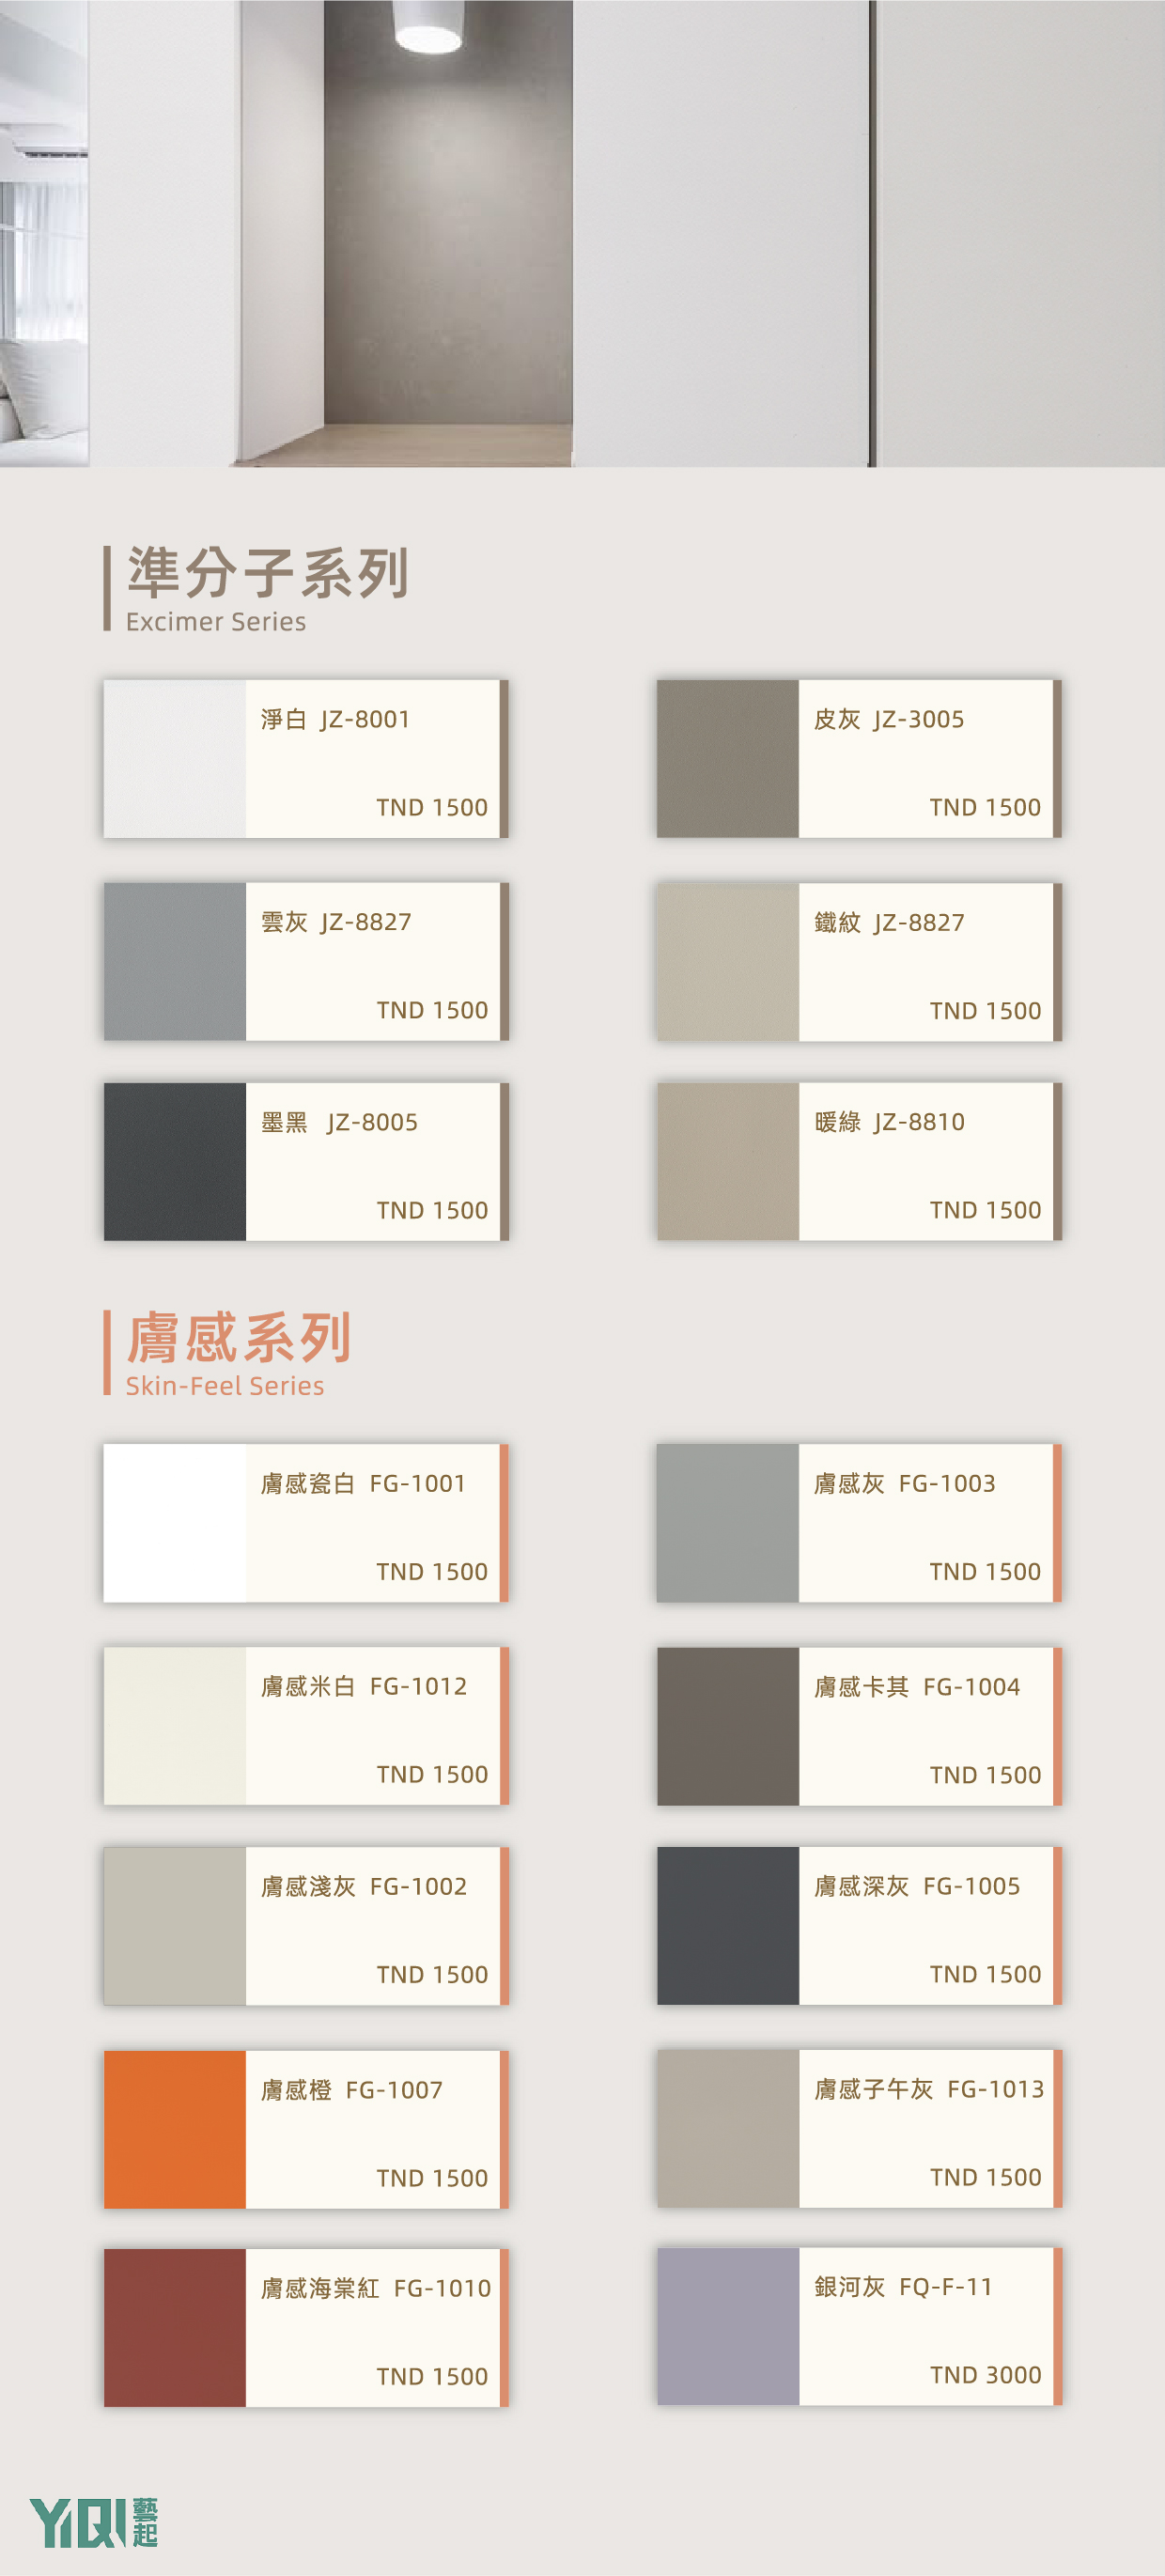 準分子系列
Excimer Series
淨白 JZ-8001
TND 1500
皮灰 JZ-3005
TND 1500
雲灰 JZ-8827
TND 1500
鐵紋 JZ-8827
TND 1500
墨黑 JZ-8005
TND 1500
暖綠 JZ-8810
TND 1500
膚感系列
Skin-Feel Series
膚感瓷白 FG-1001
TND 1500
膚感灰 FG-1003
TND 1500
膚感米白 FG-1012
TND 1500
膚感卡其 FG-1004
TND 1500
膚感淺灰 FG-1002
TND 1500
膚感深灰 FG-1005
TND 1500
膚感橙 FG-1007
TND 1500
膚感子午灰 FG-1013
TND 1500
膚感海棠紅 FG-1010
TND 1500
銀河灰 FQ-F-11
TND 3000
YIQI 藝起